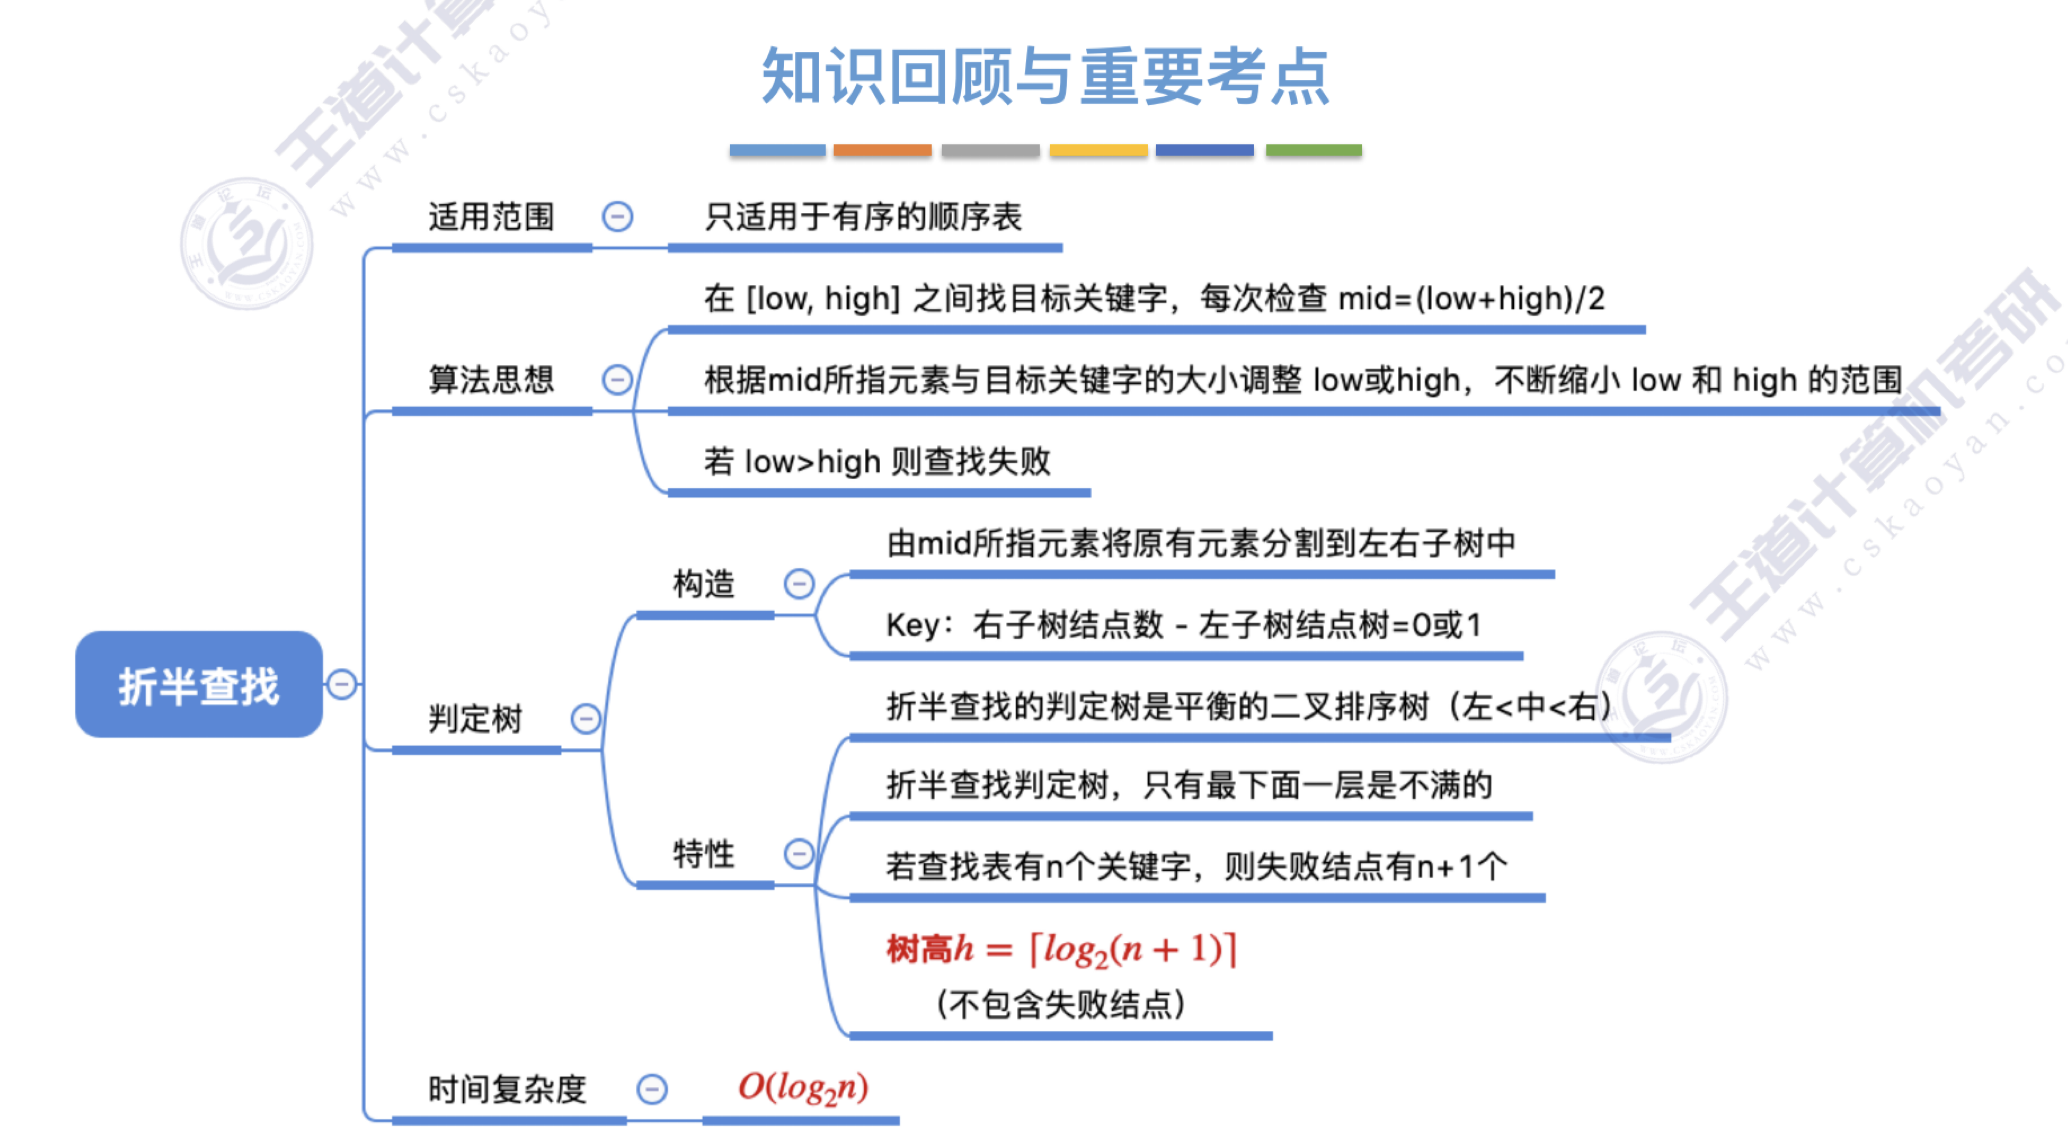 知识回顾与重要考点
适用范围
只适用于有序的顺序表
在 [low, high] 之间找目标关键字，每次检查 mid=(low+high)/2
算法思想
根据mid所指元素与目标关键字的大小调整 low或high，不断缩小 low 和 high 的范围
若 low>high 则查找失败
由mid所指元素将原有元素分割到左右子树中
构造
Key：右子树结点数 - 左子树结点树=0或1
折半查找
判定树
折半查找的判定树是平衡的二叉排序树（左<中<右）
折半查找判定树，只有最下面一层是不满的
特性
若查找表有n个关键字，则失败结点有n+1个
树高h = ⌈log₂(n + 1)⌉
（不包含失败结点）
时间复杂度
O(log₂n)
王道计算机考研
www.cskaoyan.co
王道计算
www.cskaoy